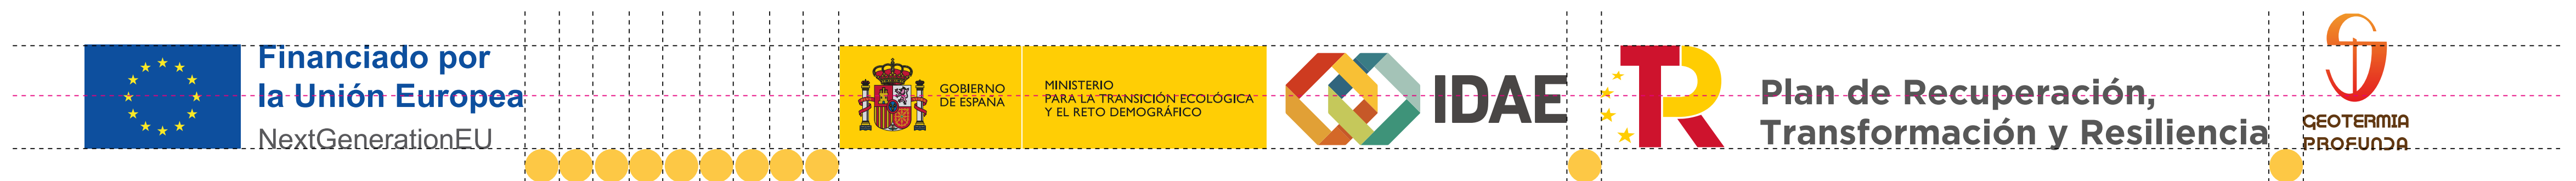 Financiado por
la Unión Europea
NextGenerationEU
GOBIERNO
DE ESPAÑA
MINISTERIO
PARA LA TRANSICIÓN ECOLÓGICA
Y EL RETO DEMOGRÁFICO
IDAE
TR
Plan de Recuperación,
Transformación y Resiliencia
GEOTERMIA
PROFUNDA